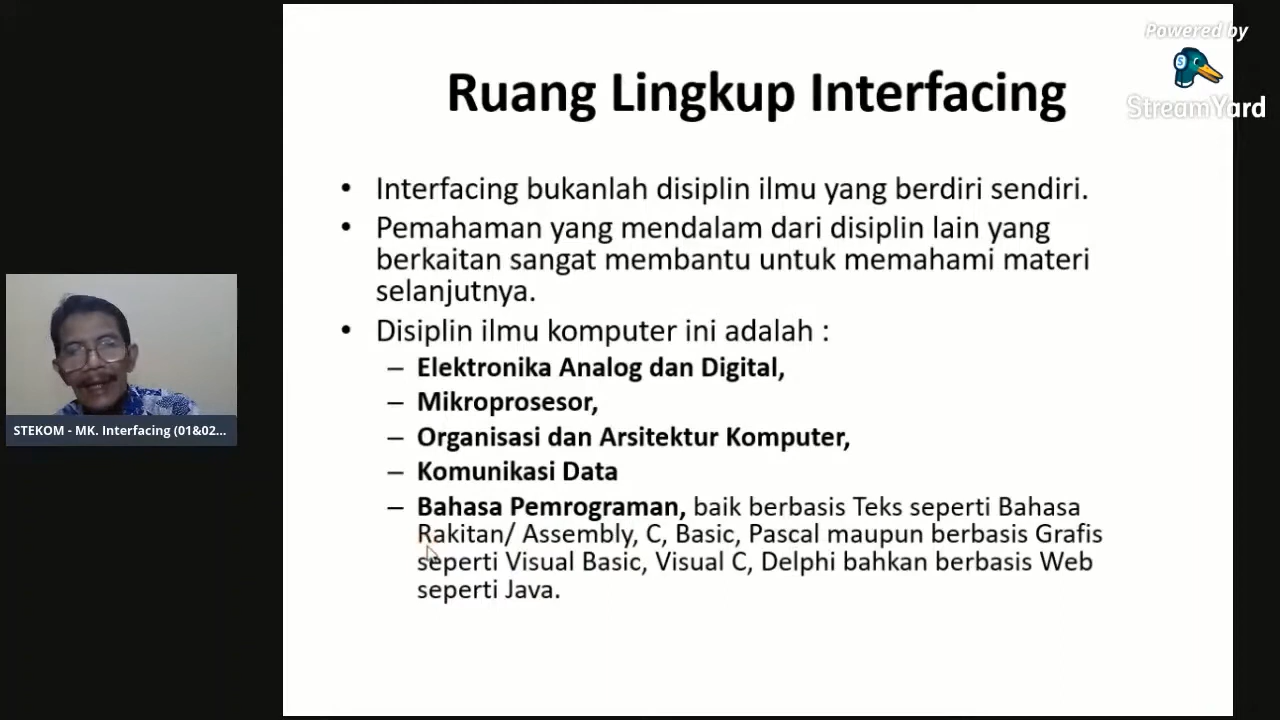 Powered by
StreamYard
Ruang Lingkup Interfacing
• Interfacing bukanlah disiplin ilmu yang berdiri sendiri.
• Pemahaman yang mendalam dari disiplin lain yang
berkaitan sangat membantu untuk memahami materi
selanjutnya.
• Disiplin ilmu komputer ini adalah :
– Elektronika Analog dan Digital,
– Mikroprosesor,
– Organisasi dan Arsitektur Komputer,
– Komunikasi Data
– Bahasa Pemrograman, baik berbasis Teks seperti Bahasa
Rakitan/ Assembly, C, Basic, Pascal maupun berbasis Grafis
seperti Visual Basic, Visual C, Delphi bahkan berbasis Web
seperti Java.
STEKOM - MK. Interfacing (01&02...